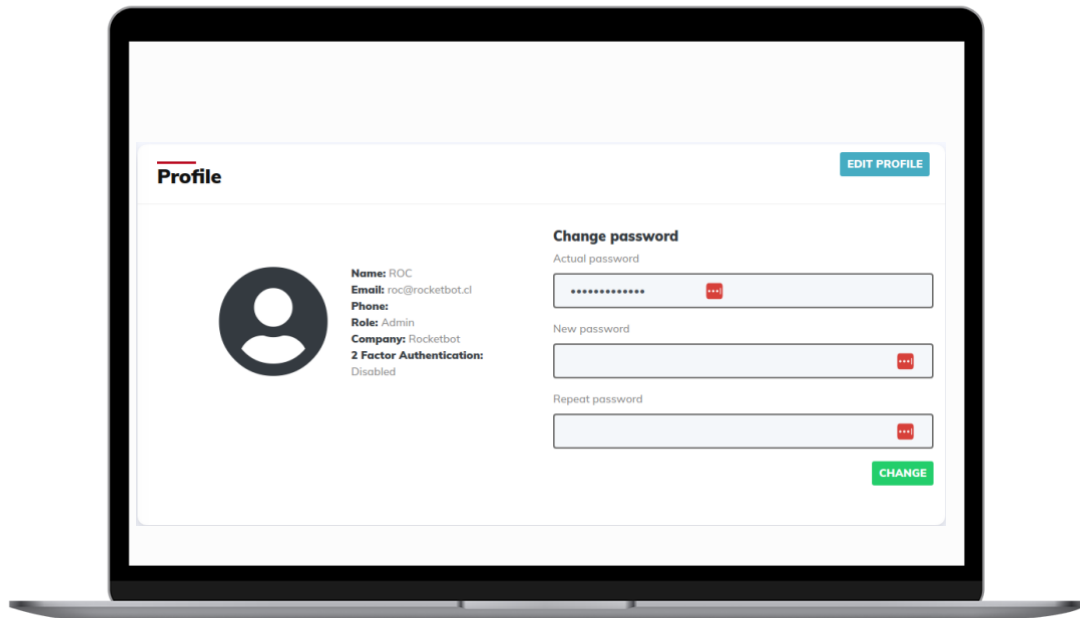 Profile
EDIT PROFILE
Name: ROC
Email: roc@rocketbot.cl
Phone:
Role: Admin
Company: Rocketbot
2 Factor Authentication:
Disabled
Change password
Actual password
•••••••••••••
New password
Repeat password
CHANGE